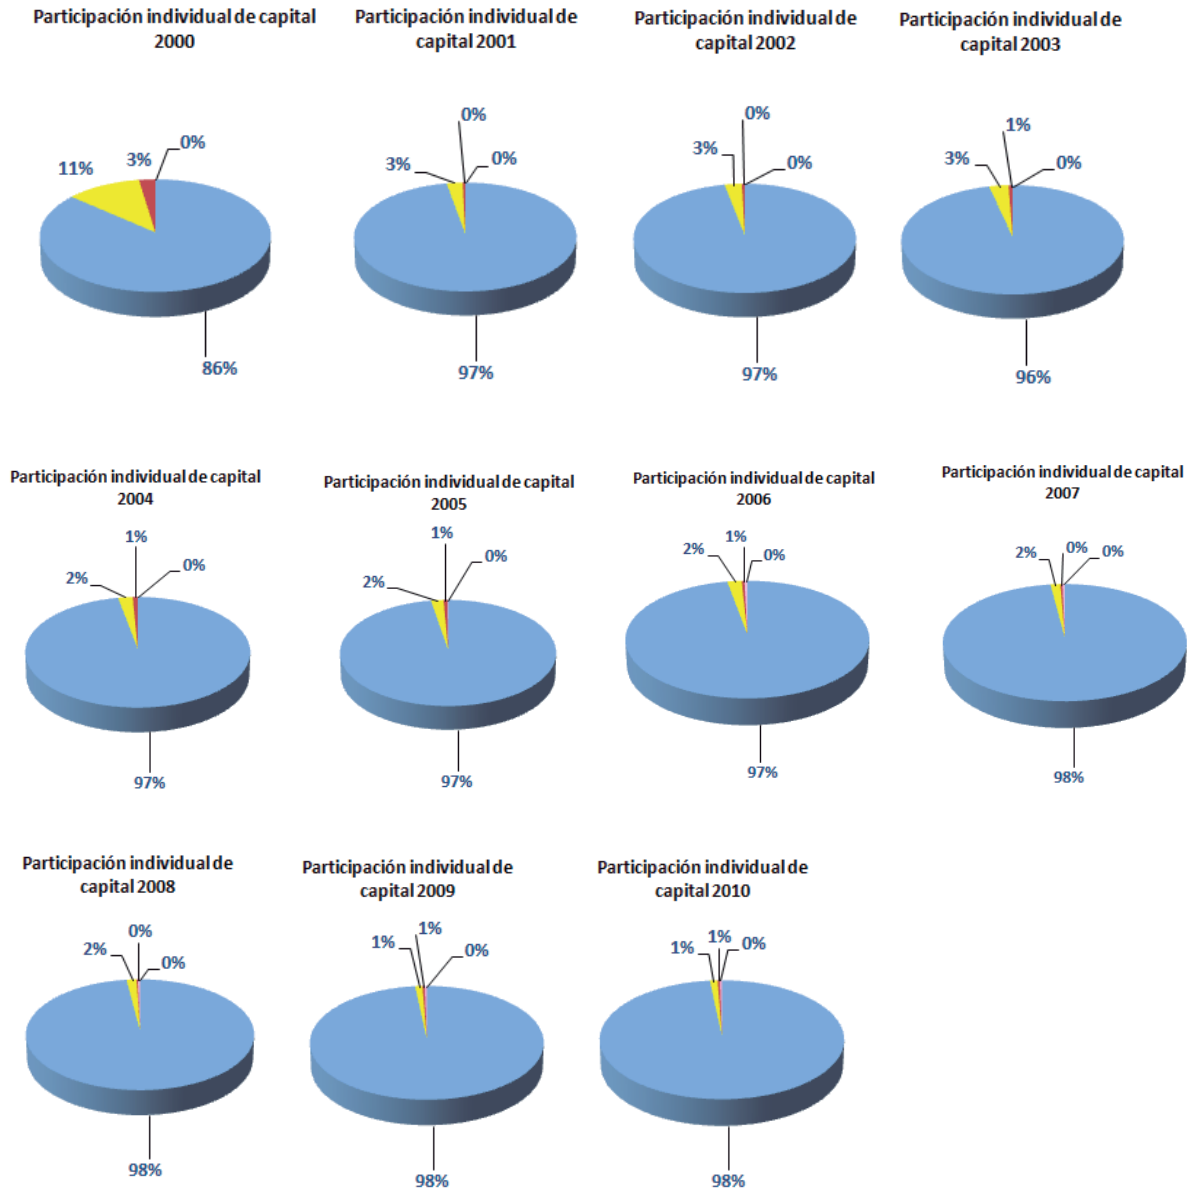 Participación individual de capital
2000
11%
3%
0%
86%
Participación individual de
capital 2001
0%
3%
0%
97%
Participación individual de
capital 2002
0%
3%
0%
97%
Participación individual de
capital 2003
1%
3%
0%
96%
Participación individual de capital
2004
1%
2%
0%
97%
Participación individual de capital
2005
1%
2%
0%
97%
Participación individual de capital
2006
2%
1%
0%
97%
Participación individual de capital
2007
2%
0%
0%
98%
Participación individual de
capital 2008
0%
2%
0%
98%
Participación individual de
capital 2009
1%
1%
0%
98%
Participación individual de
capital 2010
1%
1%
0%
98%